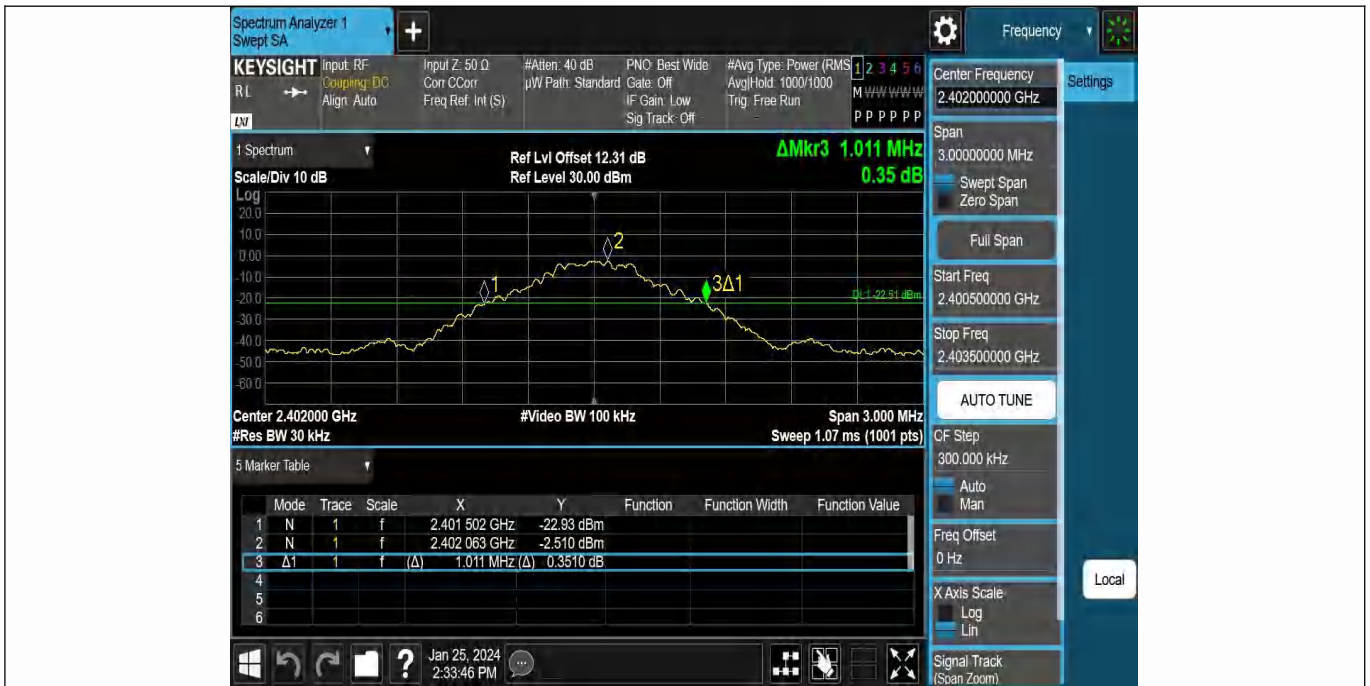 Spectrum Analyzer 1
Swept SA
+
Frequency
KEYSIGHT
RL
LXI
Input: RF
Coupling: DC
Align: Auto
Input Z: 50 Ω
Corr CCorr
Freq Ref: Int (S)
#Atten: 40 dB
µW Path: Standard
PNO: Best Wide
Gate: Off
IF Gain: Low
Sig Track: Off
#Avg Type: Power (RMS
Avg|Hold: 1000/1000
Trig: Free Run
1 2 3 4 5 6
M W W W W W
P P P P P P
Center Frequency
2.402000000 GHz
Settings
Span
3.00000000 MHz
Swept Span
Zero Span
Full Span
Start Freq
2.400500000 GHz
Stop Freq
2.403500000 GHz
AUTO TUNE
CF Step
300.000 kHz
Auto
Man
Freq Offset
0 Hz
X Axis Scale
Log
Lin
Signal Track
(Span Zoom)
Local
1 Spectrum
Scale/Div 10 dB
Ref Lvl Offset 12.31 dB
Ref Level 30.00 dBm
ΔMkr3 1.011 MHz
0.35 dB
Log
20.0
10.0
0.00
-10.0
-20.0
-30.0
-40.0
-50.0
-60.0
1
2
3Δ1
DL1 -22.51 dBm
Center 2.402000 GHz
#Video BW 100 kHz
Span 3.000 MHz
#Res BW 30 kHz
Sweep 1.07 ms (1001 pts)
5 Marker Table
Mode Trace Scale X Y Function Function Width Function Value
1 N 1 f 2.401 502 GHz -22.93 dBm
2 N 1 f 2.402 063 GHz -2.510 dBm
3 Δ1 1 f (Δ) 1.011 MHz (Δ) 0.3510 dB
4
5
6
?
Jan 25, 2024
2:33:46 PM